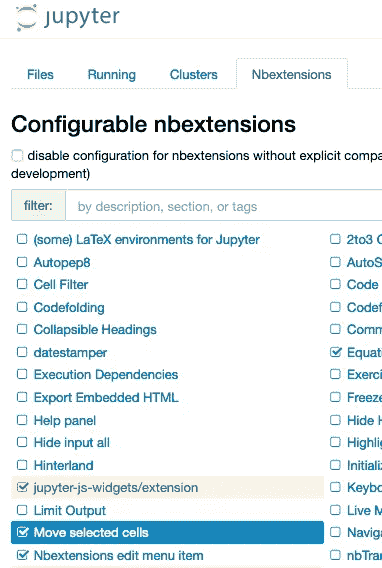 jupyter
Files Running Clusters Nbextensions
Configurable nbextensions
disable configuration for nbextensions without explicit compa
development)
filter: by description, section, or tags
(some) LaTeX environments for Jupyter 2to3 C
Autopep8 AutoS
Cell Filter Code
Codefolding Codef
Collapsible Headings Comm
datestamper Equati
Execution Dependencies Exerci
Export Embedded HTML Freeze
Help panel Hide H
Hide input all Highlig
Hinterland Initializ
jupyter-js-widgets/extension Keybo
Limit Output Live M
Move selected cells Naviga
Nbextensions edit menu item nbTran